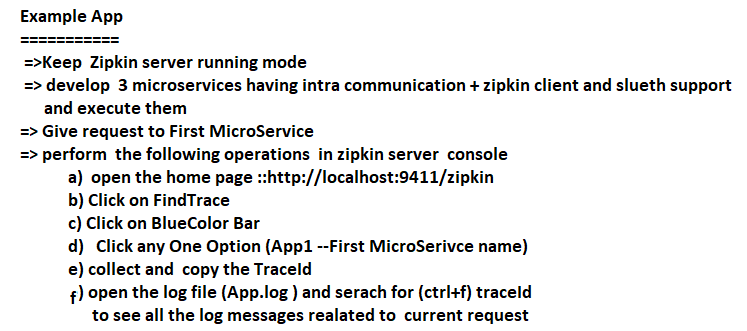 Example App
===========
=>Keep Zipkin server running mode
=> develop 3 microservices having intra communication + zipkin client and slueth support
and execute them
=> Give request to First MicroService
=> perform the following operations in zipkin server console
a) open the home page ::http://localhost:9411/zipkin
b) Click on FindTrace
c) Click on BlueColor Bar
d) Click any One Option (App1 --First MicroSerivce name)
e) collect and copy the TraceId
f) open the log file (App.log ) and serach for (ctrl+f) traceId
to see all the log messages realated to current request